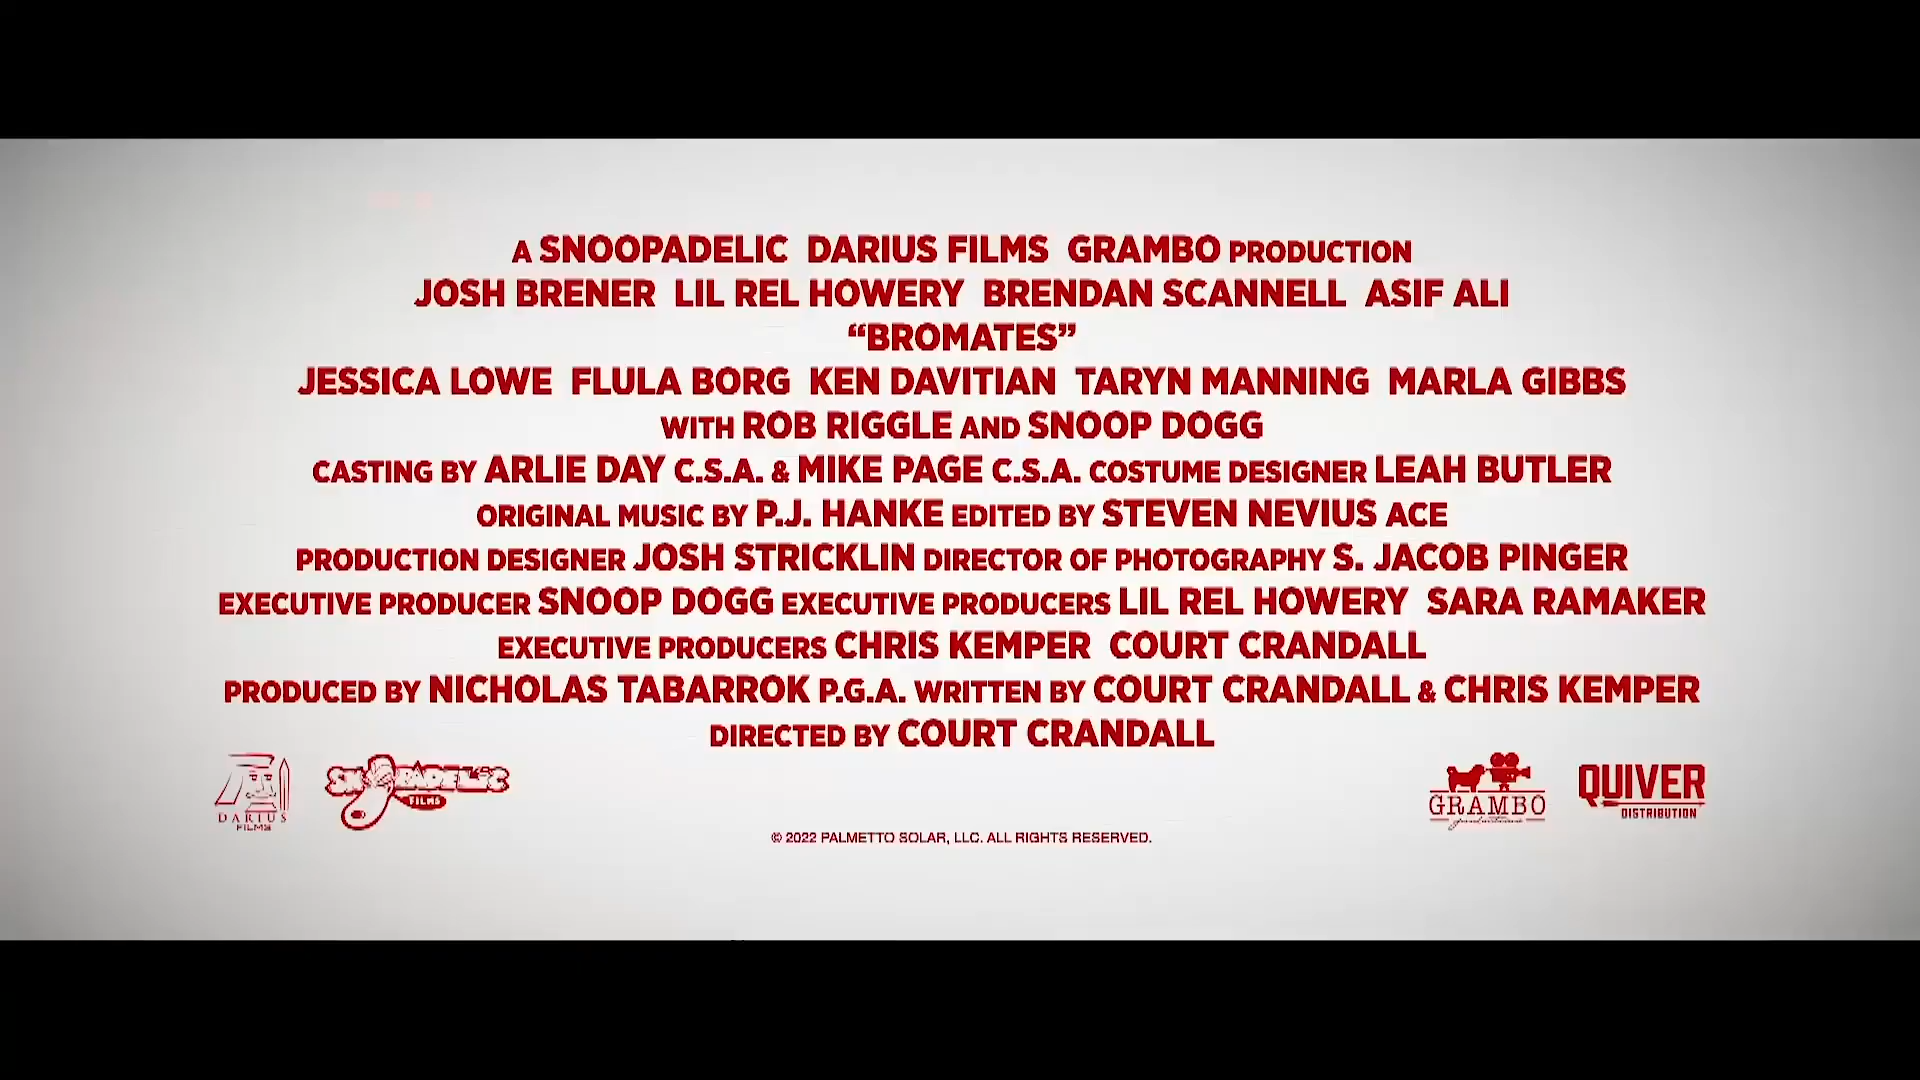 A SNOOPADELIC DARIUS FILMS GRAMBO PRODUCTION
JOSH BRENER LIL REL HOWERY BRENDAN SCANNELL ASIF ALI
“BROMATES”
JESSICA LOWE FLULA BORG KEN DAVITIAN TARYN MANNING MARLA GIBBS
WITH ROB RIGGLE AND SNOOP DOGG
CASTING BY ARLIE DAY C.S.A. & MIKE PAGE C.S.A. COSTUME DESIGNER LEAH BUTLER
ORIGINAL MUSIC BY P.J. HANKE EDITED BY STEVEN NEVIUS ACE
PRODUCTION DESIGNER JOSH STRICKLIN DIRECTOR OF PHOTOGRAPHY S. JACOB PINGER
EXECUTIVE PRODUCER SNOOP DOGG EXECUTIVE PRODUCERS LIL REL HOWERY SARA RAMAKER
EXECUTIVE PRODUCERS CHRIS KEMPER COURT CRANDALL
PRODUCED BY NICHOLAS TABARROK P.G.A. WRITTEN BY COURT CRANDALL & CHRIS KEMPER
DIRECTED BY COURT CRANDALL
DARIUS
FILMS
SNOOPADELIC
FILMS
GRAMBO
QUIVER
DISTRIBUTION
© 2022 PALMETTO SOLAR, LLC. ALL RIGHTS RESERVED.